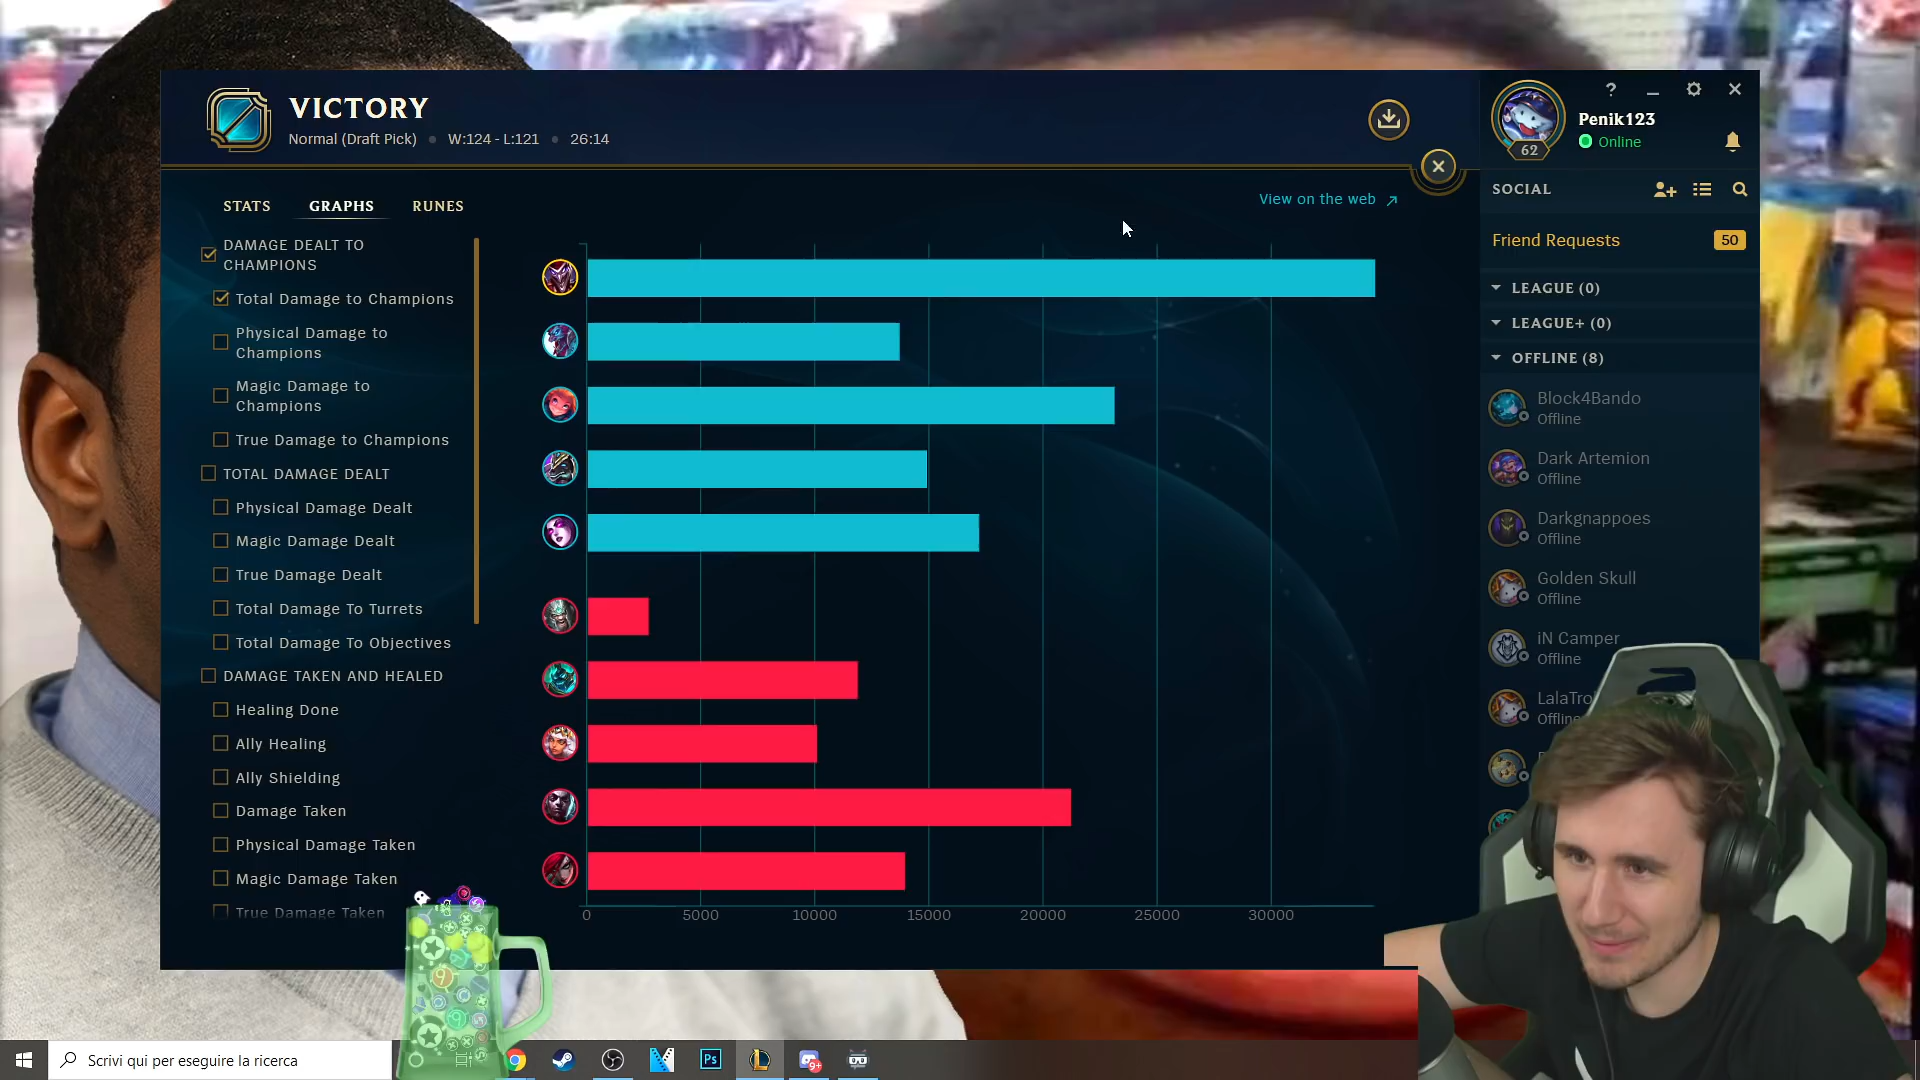 VICTORY
Normal (Draft Pick) • W:124 - L:121 • 26:14
STATS GRAPHS RUNES
View on the web
DAMAGE DEALT TO
CHAMPIONS
Total Damage to Champions
Physical Damage to
Champions
Magic Damage to
Champions
True Damage to Champions
TOTAL DAMAGE DEALT
Physical Damage Dealt
Magic Damage Dealt
True Damage Dealt
Total Damage To Turrets
Total Damage To Objectives
DAMAGE TAKEN AND HEALED
Healing Done
Ally Healing
Ally Shielding
Damage Taken
Physical Damage Taken
Magic Damage Taken
True Damage Taken
0 5000 10000 15000 20000 25000 30000
?
Penik123
Online
62
SOCIAL
Friend Requests 50
LEAGUE (0)
LEAGUE+ (0)
OFFLINE (8)
Block4Bando
Offline
Dark Artemion
Offline
Darkgnappoes
Offline
Golden Skull
Offline
iN Camper
Offline
LalaTro
Offline
Scrivi qui per eseguire la ricerca
Ps
9+